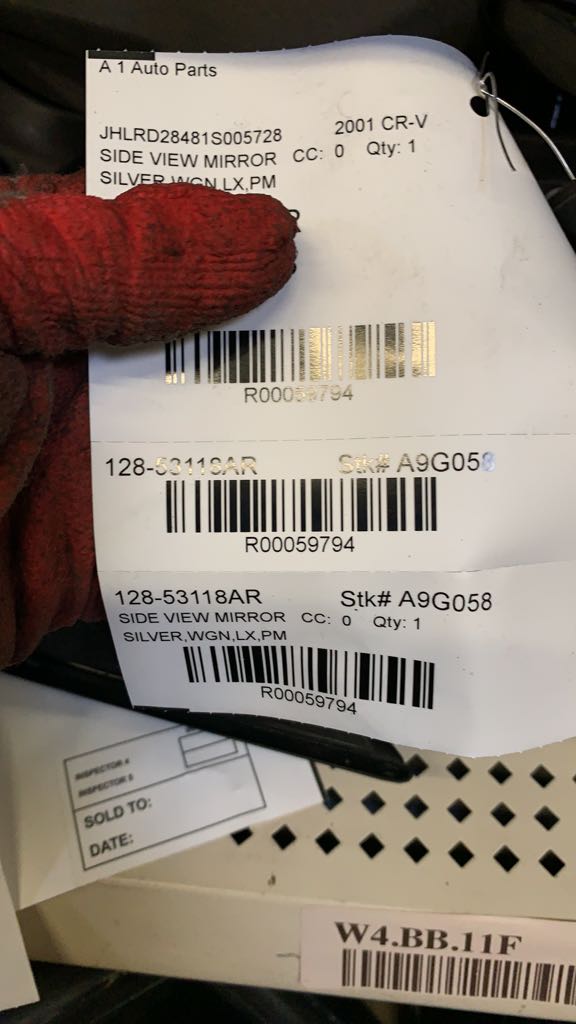 A 1 Auto Parts
JHLRD28481S005728 2001 CR-V
SIDE VIEW MIRROR CC: 0 Qty: 1
SILVER,WGN,LX,PM
R00059794
128-53118AR Stk# A9G058
R00059794
128-53118AR Stk# A9G058
SIDE VIEW MIRROR CC: 0 Qty: 1
SILVER,WGN,LX,PM
R00059794
INSPECTOR 4
INSPECTOR 5
SOLD TO:
DATE:
W4.BB.11F